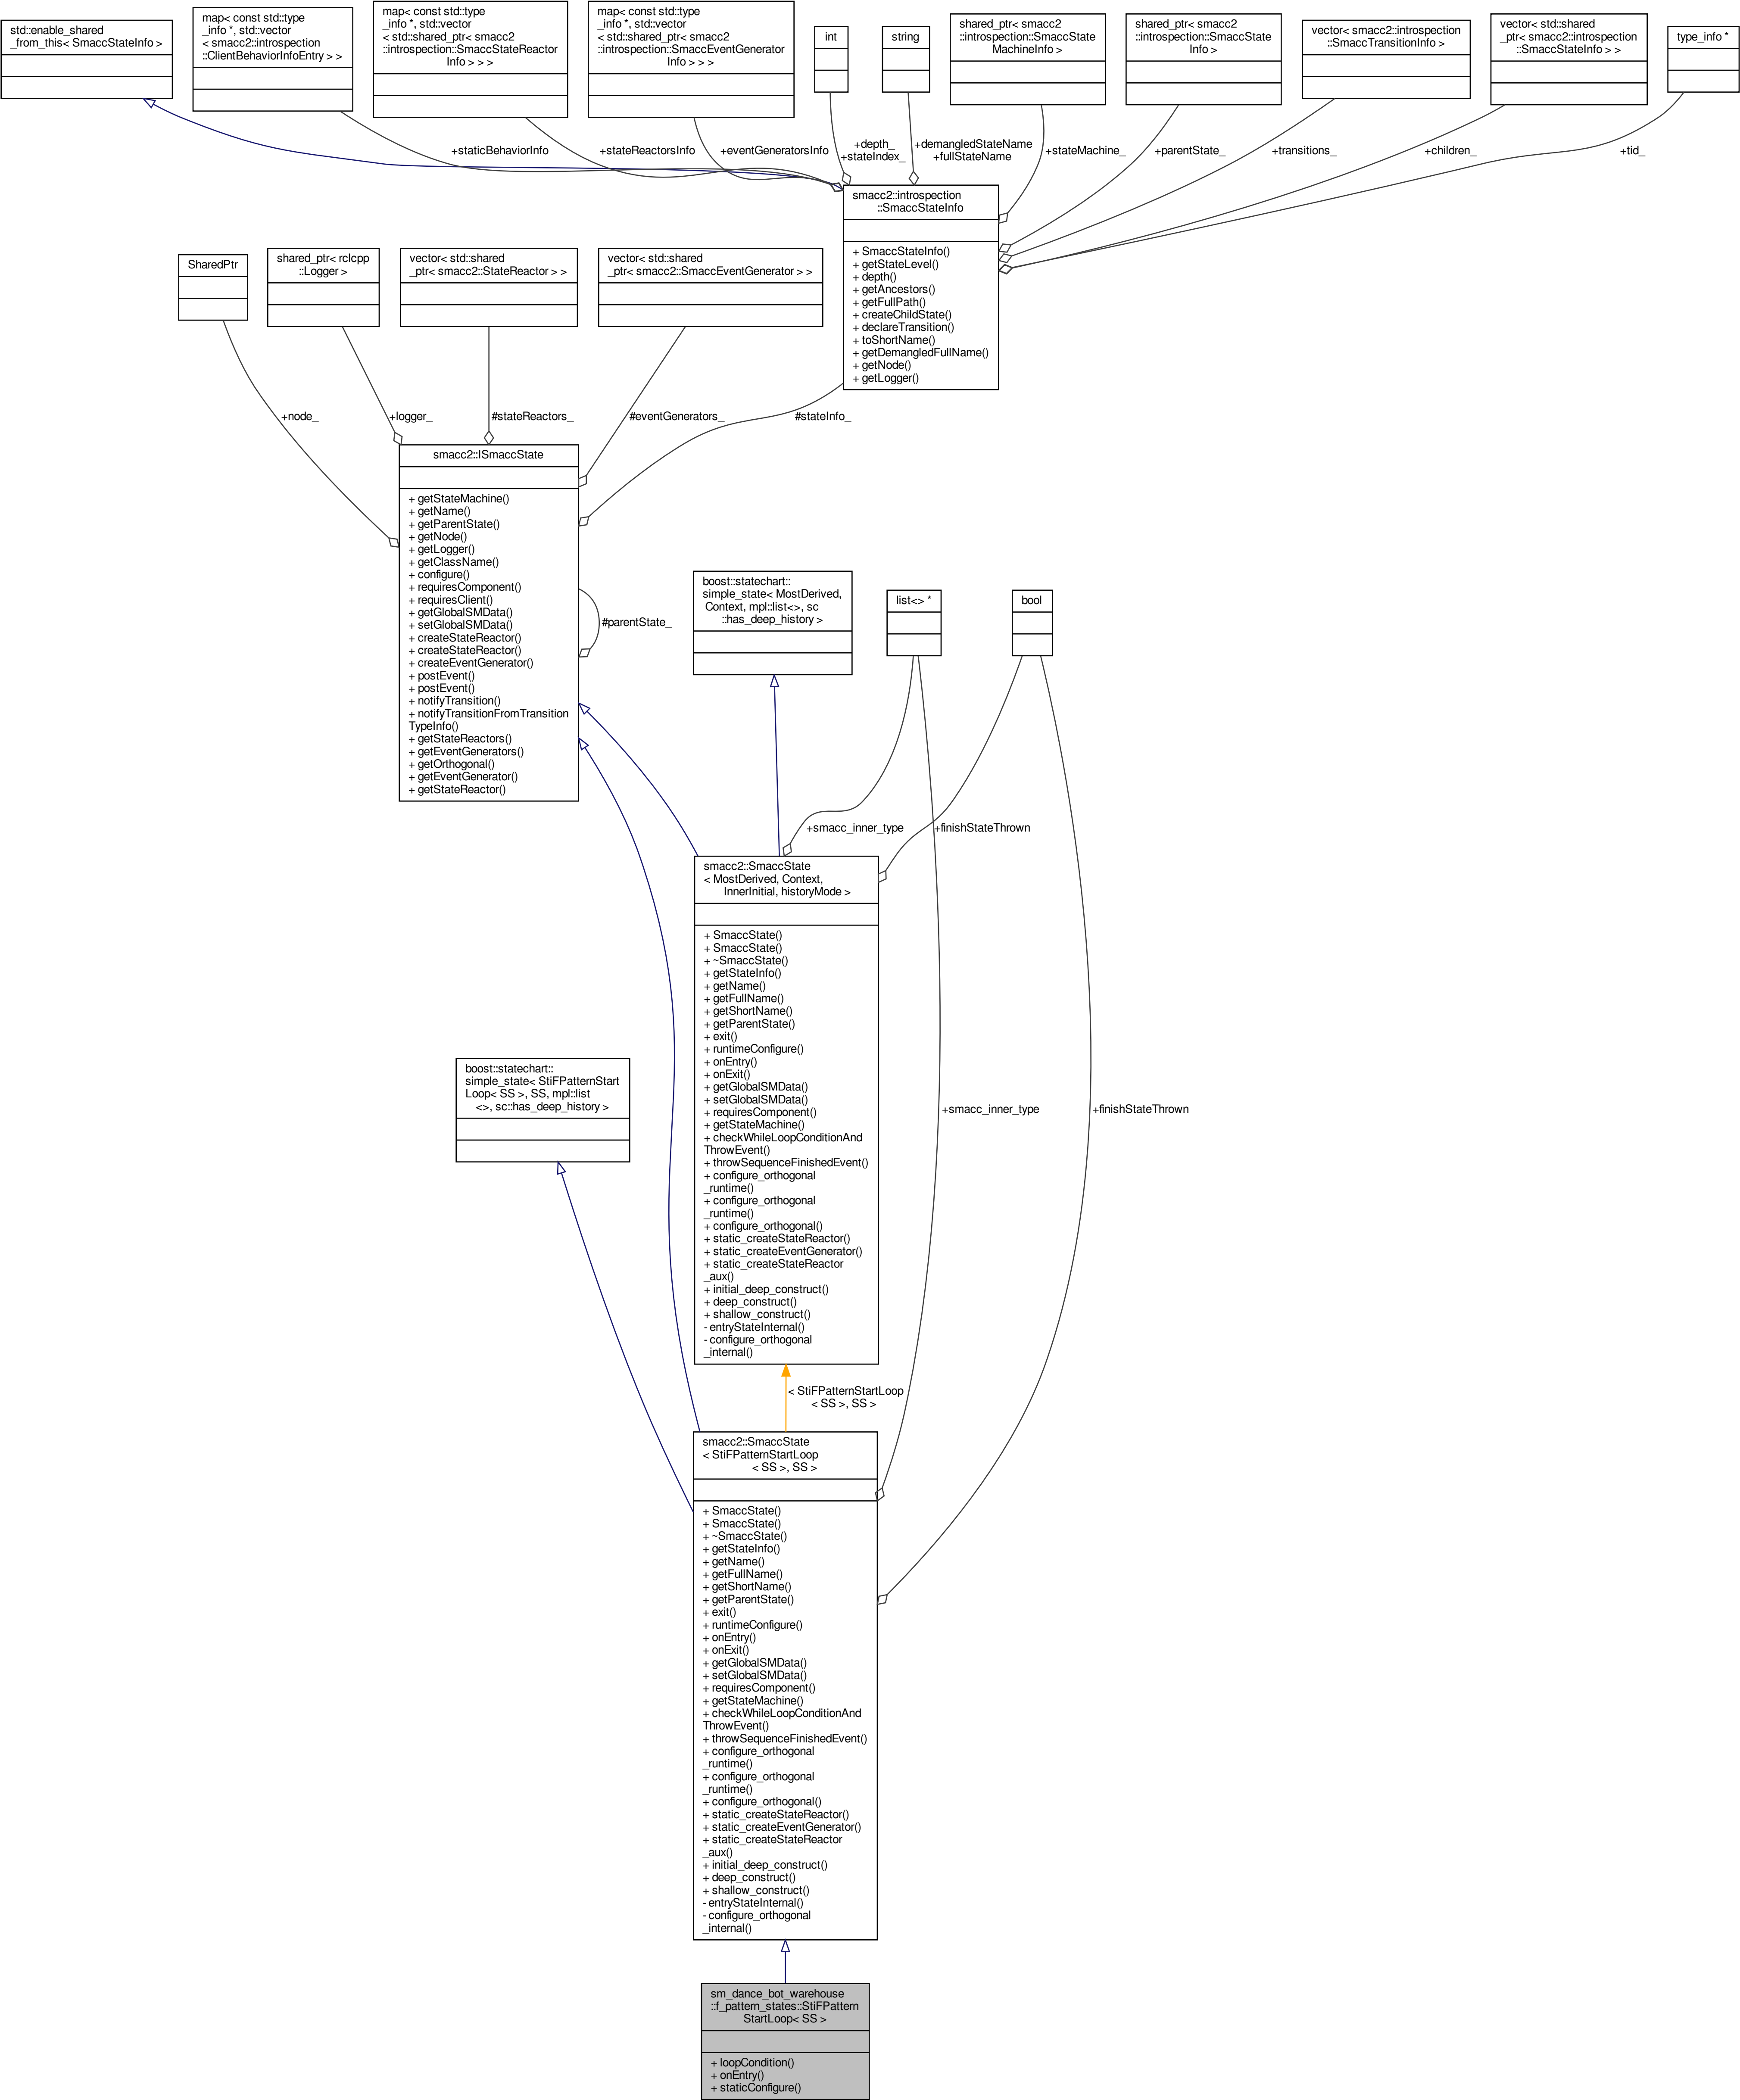 std::enable_shared
_from_this< SmaccStateInfo >
map< const std::type
_info *, std::vector
< smacc2::introspection
::ClientBehaviorInfoEntry > >
map< const std::type
_info *, std::vector
< std::shared_ptr< smacc2
::introspection::SmaccStateReactor
Info > > >
map< const std::type
_info *, std::vector
< std::shared_ptr< smacc2
::introspection::SmaccEventGenerator
Info > > >
int
string
shared_ptr< smacc2
::introspection::SmaccState
MachineInfo >
shared_ptr< smacc2
::introspection::SmaccState
Info >
vector< smacc2::introspection
::SmaccTransitionInfo >
vector< std::shared
_ptr< smacc2::introspection
::SmaccStateInfo > >
type_info *
+staticBehaviorInfo
+stateReactorsInfo
+eventGeneratorsInfo
+depth_
+stateIndex_
+demangledStateName
+fullStateName
+stateMachine_
+parentState_
+transitions_
+children_
+tid_
smacc2::introspection
::SmaccStateInfo
+ SmaccStateInfo()
+ getStateLevel()
+ depth()
+ getAncestors()
+ getFullPath()
+ createChildState()
+ declareTransition()
+ toShortName()
+ getDemangledFullName()
+ getNode()
+ getLogger()
SharedPtr
shared_ptr< rclcpp
::Logger >
vector< std::shared
_ptr< smacc2::StateReactor > >
vector< std::shared
_ptr< smacc2::SmaccEventGenerator > >
+node_
+logger_
#stateReactors_
#eventGenerators_
#stateInfo_
smacc2::ISmaccState
+ getStateMachine()
+ getName()
+ getParentState()
+ getNode()
+ getLogger()
+ getClassName()
+ configure()
+ requiresComponent()
+ requiresClient()
+ getGlobalSMData()
+ setGlobalSMData()
+ createStateReactor()
+ createStateReactor()
+ createEventGenerator()
+ postEvent()
+ postEvent()
+ notifyTransition()
+ notifyTransitionFromTransition
TypeInfo()
+ getStateReactors()
+ getEventGenerators()
+ getOrthogonal()
+ getEventGenerator()
+ getStateReactor()
#parentState_
boost::statechart::
simple_state< MostDerived,
Context, mpl::list<>, sc
::has_deep_history >
list<> *
bool
+smacc_inner_type
+finishStateThrown
smacc2::SmaccState
< MostDerived, Context,
InnerInitial, historyMode >
+ SmaccState()
+ SmaccState()
+ ~SmaccState()
+ getStateInfo()
+ getName()
+ getFullName()
+ getShortName()
+ getParentState()
+ exit()
+ runtimeConfigure()
+ onEntry()
+ onExit()
+ getGlobalSMData()
+ setGlobalSMData()
+ requiresComponent()
+ getStateMachine()
+ checkWhileLoopConditionAnd
ThrowEvent()
+ throwSequenceFinishedEvent()
+ configure_orthogonal
_runtime()
+ configure_orthogonal
_runtime()
+ configure_orthogonal()
+ static_createStateReactor()
+ static_createEventGenerator()
+ static_createStateReactor
_aux()
+ initial_deep_construct()
+ deep_construct()
+ shallow_construct()
- entryStateInternal()
- configure_orthogonal
_internal()
boost::statechart::
simple_state< StiFPatternStart
Loop< SS >, SS, mpl::list
<>, sc::has_deep_history >
+smacc_inner_type
+finishStateThrown
< StiFPatternStartLoop
< SS >, SS >
smacc2::SmaccState
< StiFPatternStartLoop
< SS >, SS >
+ SmaccState()
+ SmaccState()
+ ~SmaccState()
+ getStateInfo()
+ getName()
+ getFullName()
+ getShortName()
+ getParentState()
+ exit()
+ runtimeConfigure()
+ onEntry()
+ onExit()
+ getGlobalSMData()
+ setGlobalSMData()
+ requiresComponent()
+ getStateMachine()
+ checkWhileLoopConditionAnd
ThrowEvent()
+ throwSequenceFinishedEvent()
+ configure_orthogonal
_runtime()
+ configure_orthogonal
_runtime()
+ configure_orthogonal()
+ static_createStateReactor()
+ static_createEventGenerator()
+ static_createStateReactor
_aux()
+ initial_deep_construct()
+ deep_construct()
+ shallow_construct()
- entryStateInternal()
- configure_orthogonal
_internal()
sm_dance_bot_warehouse
::f_pattern_states::StiFPattern
StartLoop< SS >
+ loopCondition()
+ onEntry()
+ staticConfigure()